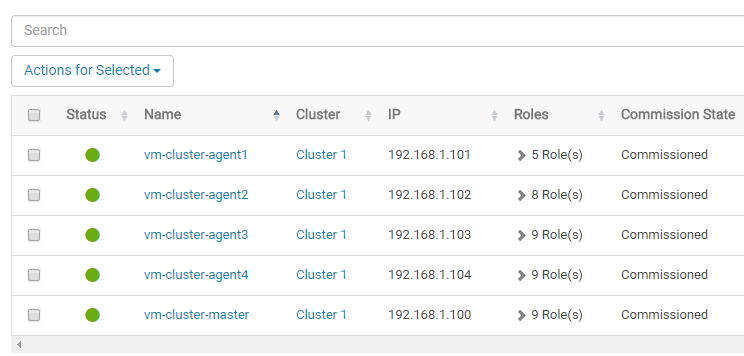 Search
Actions for Selected
Status Name Cluster IP Roles Commission State
vm-cluster-agent1 Cluster 1 192.168.1.101 5 Role(s) Commissioned
vm-cluster-agent2 Cluster 1 192.168.1.102 8 Role(s) Commissioned
vm-cluster-agent3 Cluster 1 192.168.1.103 9 Role(s) Commissioned
vm-cluster-agent4 Cluster 1 192.168.1.104 9 Role(s) Commissioned
vm-cluster-master Cluster 1 192.168.1.100 9 Role(s) Commissioned